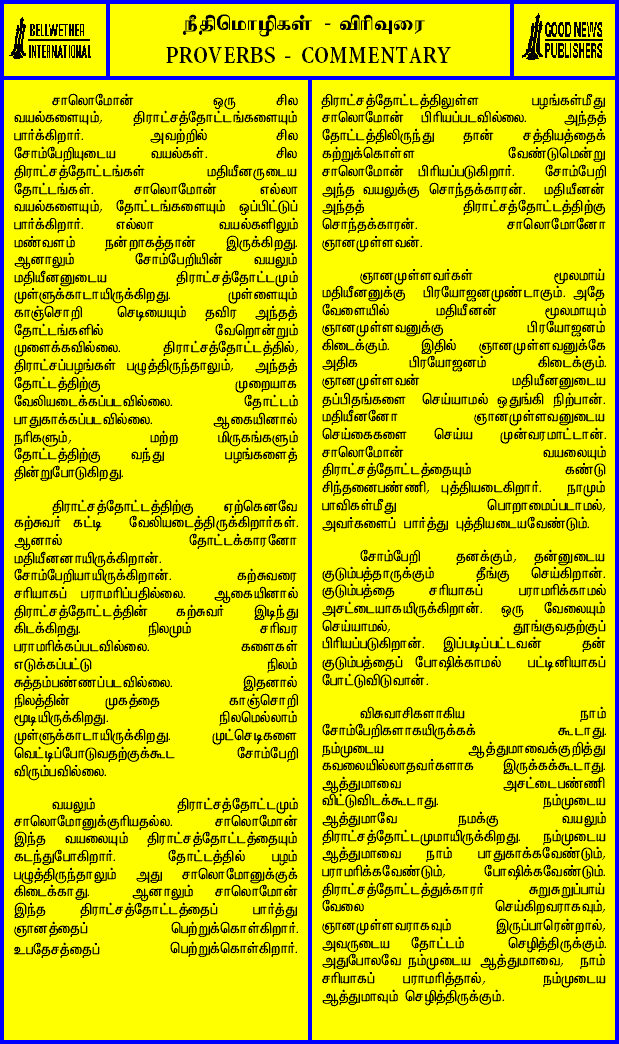 BELLWETHER
INTERNATIONAL
நீதிமொழிகள் - விரிவுரை
PROVERBS - COMMENTARY
GOOD NEWS
PUBLISHERS
சாலொமோன் ஒரு சில
வயல்களையும், திராட்சத்தோட்டங்களையும்
பார்க்கிறார். அவற்றில் சில
சோம்பேறியுடைய வயல்கள். சில
திராட்சத்தோட்டங்கள் மதியீனருடைய
தோட்டங்கள். சாலொமோன் எல்லா
வயல்களையும், தோட்டங்களையும் ஒப்பிட்டுப்
பார்க்கிறார். எல்லா வயல்களிலும்
மண்வளம் நன்றாகத்தான் இருக்கிறது.
ஆனாலும் சோம்பேறியின் வயலும்
மதியீனனுடைய திராட்சத்தோட்டமும்
முள்ளுக்காடாயிருக்கிறது. முள்ளையும்
காஞ்சொறி செடியையும் தவிர அந்தத்
தோட்டங்களில் வேறொன்றும்
முளைக்கவில்லை. திராட்சத்தோட்டத்தில்,
திராட்சப்பழங்கள் பழுத்திருந்தாலும், அந்தத்
தோட்டத்திற்கு முறையாக
வேலியடைக்கப்படவில்லை. தோட்டம்
பாதுகாக்கப்படவில்லை. ஆகையினால்
நரிகளும், மற்ற மிருகங்களும்
தோட்டத்திற்கு வந்து பழங்களைத்
தின்றுபோடுகிறது.
திராட்சத்தோட்டத்திற்கு ஏற்கெனவே
கற்சுவர் கட்டி வேலியடைத்திருக்கிறார்கள்.
ஆனால் தோட்டக்காரனோ
மதியீனனாயிருக்கிறான்.
சோம்பேறியாயிருக்கிறான். கற்சுவரை
சரியாகப் பராமரிப்பதில்லை. ஆகையினால்
திராட்சத்தோட்டத்தின் கற்சுவர் இடிந்து
கிடக்கிறது. நிலமும் சரிவர
பராமரிக்கப்படவில்லை. களைகள்
எடுக்கப்பட்டு நிலம்
சுத்தம்பண்ணப்படவில்லை. இதனால்
நிலத்தின் முகத்தை காஞ்சொறி
மூடியிருக்கிறது. நிலமெல்லாம்
முள்ளுக்காடாயிருக்கிறது. முட்செடிகளை
வெட்டிப்போடுவதற்குக்கூட சோம்பேறி
விரும்பவில்லை.
வயலும் திராட்சத்தோட்டமும்
சாலொமோனுக்குரியதல்ல. சாலொமோன்
இந்த வயலையும் திராட்சத்தோட்டத்தையும்
கடந்துபோகிறார். தோட்டத்தில் பழம்
பழுத்திருந்தாலும் அது சாலொமோனுக்குக்
கிடைக்காது. ஆனாலும் சாலொமோன்
இந்த திராட்சத்தோட்டத்தைப் பார்த்து
ஞானத்தைப் பெற்றுக்கொள்கிறார்.
உபதேசத்தைப் பெற்றுக்கொள்கிறார்.
திராட்சத்தோட்டத்திலுள்ள பழங்கள்மீது
சாலொமோன் பிரியப்படவில்லை. அந்தத்
தோட்டத்திலிருந்து தான் சத்தியத்தைக்
கற்றுக்கொள்ள வேண்டுமென்று
சாலொமோன் பிரியப்படுகிறார். சோம்பேறி
அந்த வயலுக்கு சொந்தக்காரன். மதியீனன்
அந்தத் திராட்சத்தோட்டத்திற்கு
சொந்தக்காரன். சாலொமோனோ
ஞானமுள்ளவன்.
ஞானமுள்ளவர்கள் மூலமாய்
மதியீனனுக்கு பிரயோஜனமுண்டாகும். அதே
வேளையில் மதியீனன் மூலமாயும்
ஞானமுள்ளவனுக்கு பிரயோஜனம்
கிடைக்கும். இதில் ஞானமுள்ளவனுக்கே
அதிக பிரயோஜனம் கிடைக்கும்.
ஞானமுள்ளவன் மதியீனனுடைய
தப்பிதங்களை செய்யாமல் ஒதுங்கி நிற்பான்.
மதியீனனோ ஞானமுள்ளவனுடைய
செய்கைகளை செய்ய முன்வரமாட்டான்.
சாலொமோன் வயலையும்
திராட்சத்தோட்டத்தையும் கண்டு
சிந்தனைபண்ணி, புத்தியடைகிறார். நாமும்
பாவிகள்மீது பொறாமைப்படாமல்,
அவர்களைப் பார்த்து புத்தியடையவேண்டும்.
சோம்பேறி தனக்கும், தன்னுடைய
குடும்பத்தாருக்கும் தீங்கு செய்கிறான்.
குடும்பத்தை சரியாகப் பராமரிக்காமல்
அசட்டையாகயிருக்கிறான். ஒரு வேலையும்
செய்யாமல், தூங்குவதற்குப்
பிரியப்படுகிறான். இப்படிப்பட்டவன் தன்
குடும்பத்தைப் போஷிக்காமல் பட்டினியாகப்
போட்டுவிடுவான்.
விசுவாசிகளாகிய நாம்
சோம்பேறிகளாகயிருக்கக் கூடாது.
நம்முடைய ஆத்துமாவைக்குறித்து
கவலையில்லாதவர்களாக இருக்கக்கூடாது.
ஆத்துமாவை அசட்டைபண்ணி
விட்டுவிடக்கூடாது. நம்முடைய
ஆத்துமாவே நமக்கு வயலும்
திராட்சத்தோட்டமுமாயிருக்கிறது. நம்முடைய
ஆத்துமாவை நாம் பாதுகாக்கவேண்டும்,
பராமரிக்கவேண்டும், போஷிக்கவேண்டும்.
திராட்சத்தோட்டத்துக்காரர் சுறுசுறுப்பாய்
வேலை செய்கிறவராகவும்,
ஞானமுள்ளவராகவும் இருப்பாரென்றால்,
அவருடைய தோட்டம் செழித்திருக்கும்.
அதுபோலவே நம்முடைய ஆத்துமாவை, நாம்
சரியாகப் பராமரித்தால், நம்முடைய
ஆத்துமாவும் செழித்திருக்கும்.